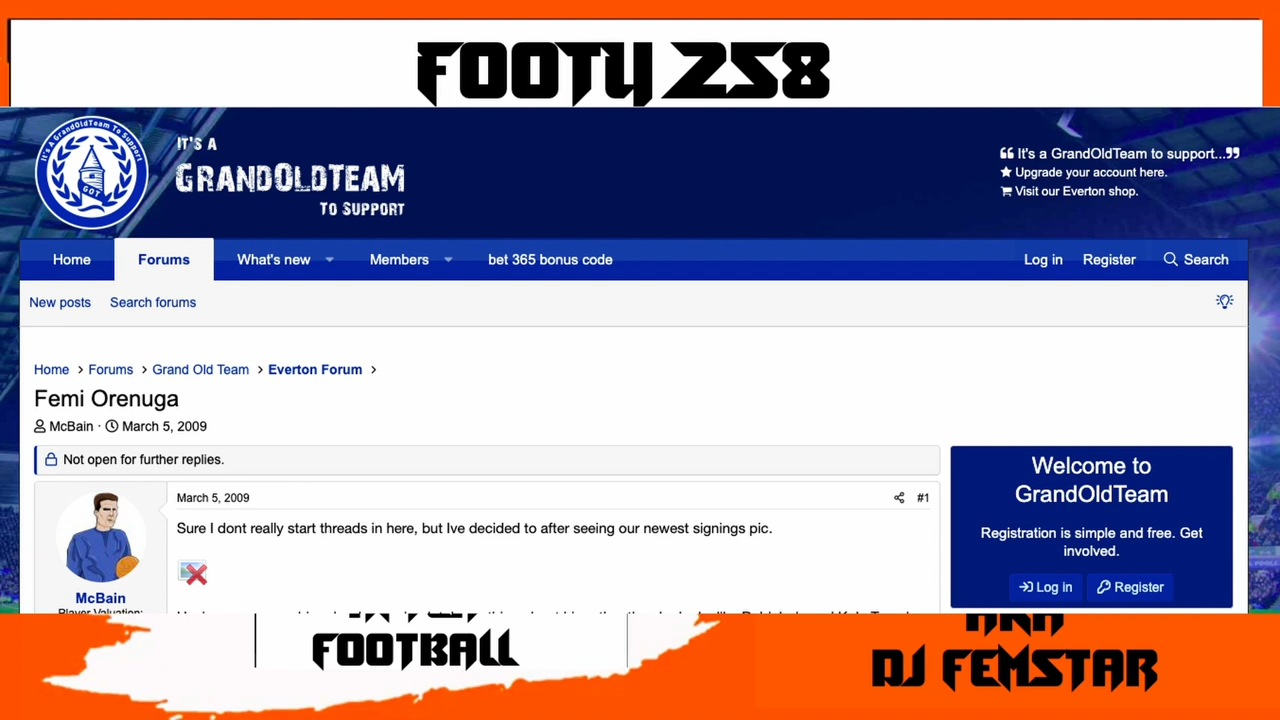 FOOTY 258
It's A GrandOldTeam To Support
GOT
IT'S A
GRANDOLDTEAM
TO SUPPORT
It's a GrandOldTeam to support...
Upgrade your account here.
Visit our Everton shop.
Home
Forums
What's new
Members
bet 365 bonus code
Log in
Register
Search
New posts
Search forums
Home > Forums > Grand Old Team > Everton Forum >
Femi Orenuga
McBain · March 5, 2009
Not open for further replies.
March 5, 2009
#1
Sure I dont really start threads in here, but Ive decided to after seeing our newest signings pic.
McBain
Player Valuation:
Welcome to
GrandOldTeam
Registration is simple and free. Get
involved.
Log in
Register
FOOTBALL
AKA
DJ FEMSTAR